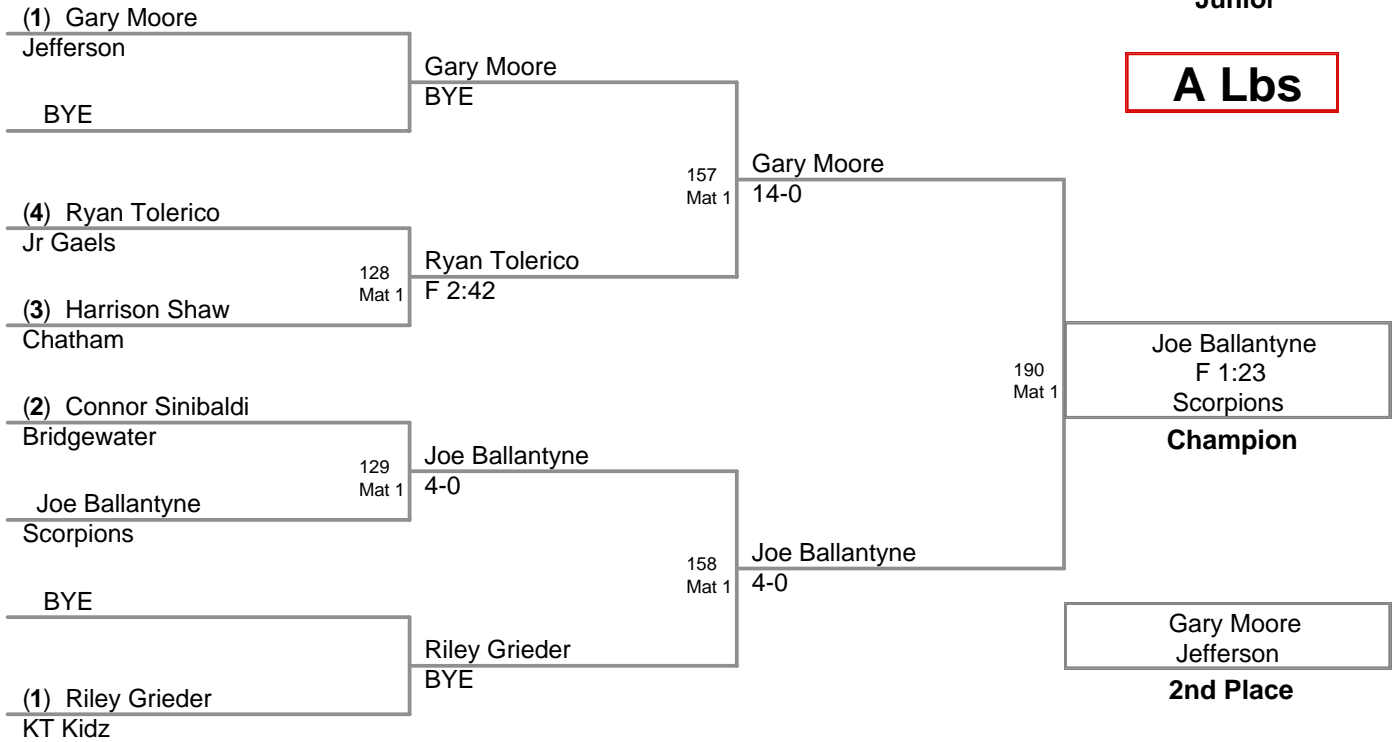 Junior
A Lbs
(1) Gary Moore
Jefferson
BYE
Gary Moore
BYE
(4) Ryan Tolerico
Jr Gaels
(3) Harrison Shaw
Chatham
128
Mat 1
Ryan Tolerico
F 2:42
157
Mat 1
Gary Moore
14-0
(2) Connor Sinibaldi
Bridgewater
Joe Ballantyne
Scorpions
129
Mat 1
Joe Ballantyne
4-0
BYE
(1) Riley Grieder
KT Kidz
Riley Grieder
BYE
158
Mat 1
Joe Ballantyne
4-0
190
Mat 1
Joe Ballantyne
F 1:23
Scorpions
Champion
Gary Moore
Jefferson
2nd Place